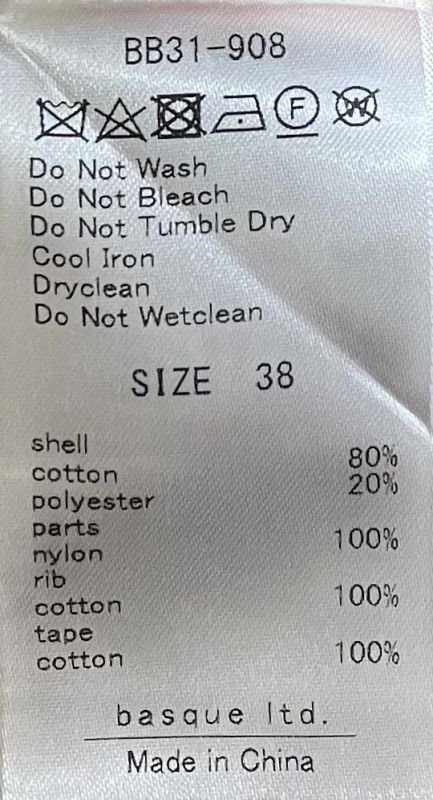 BB31-908
F W
Do Not Wash
Do Not Bleach
Do Not Tumble Dry
Cool Iron
Dryclean
Do Not Wetclean
SIZE 38
shell
cotton 80%
polyester 20%
parts
nylon 100%
rib
cotton 100%
tape
cotton 100%
basque ltd.
Made in China